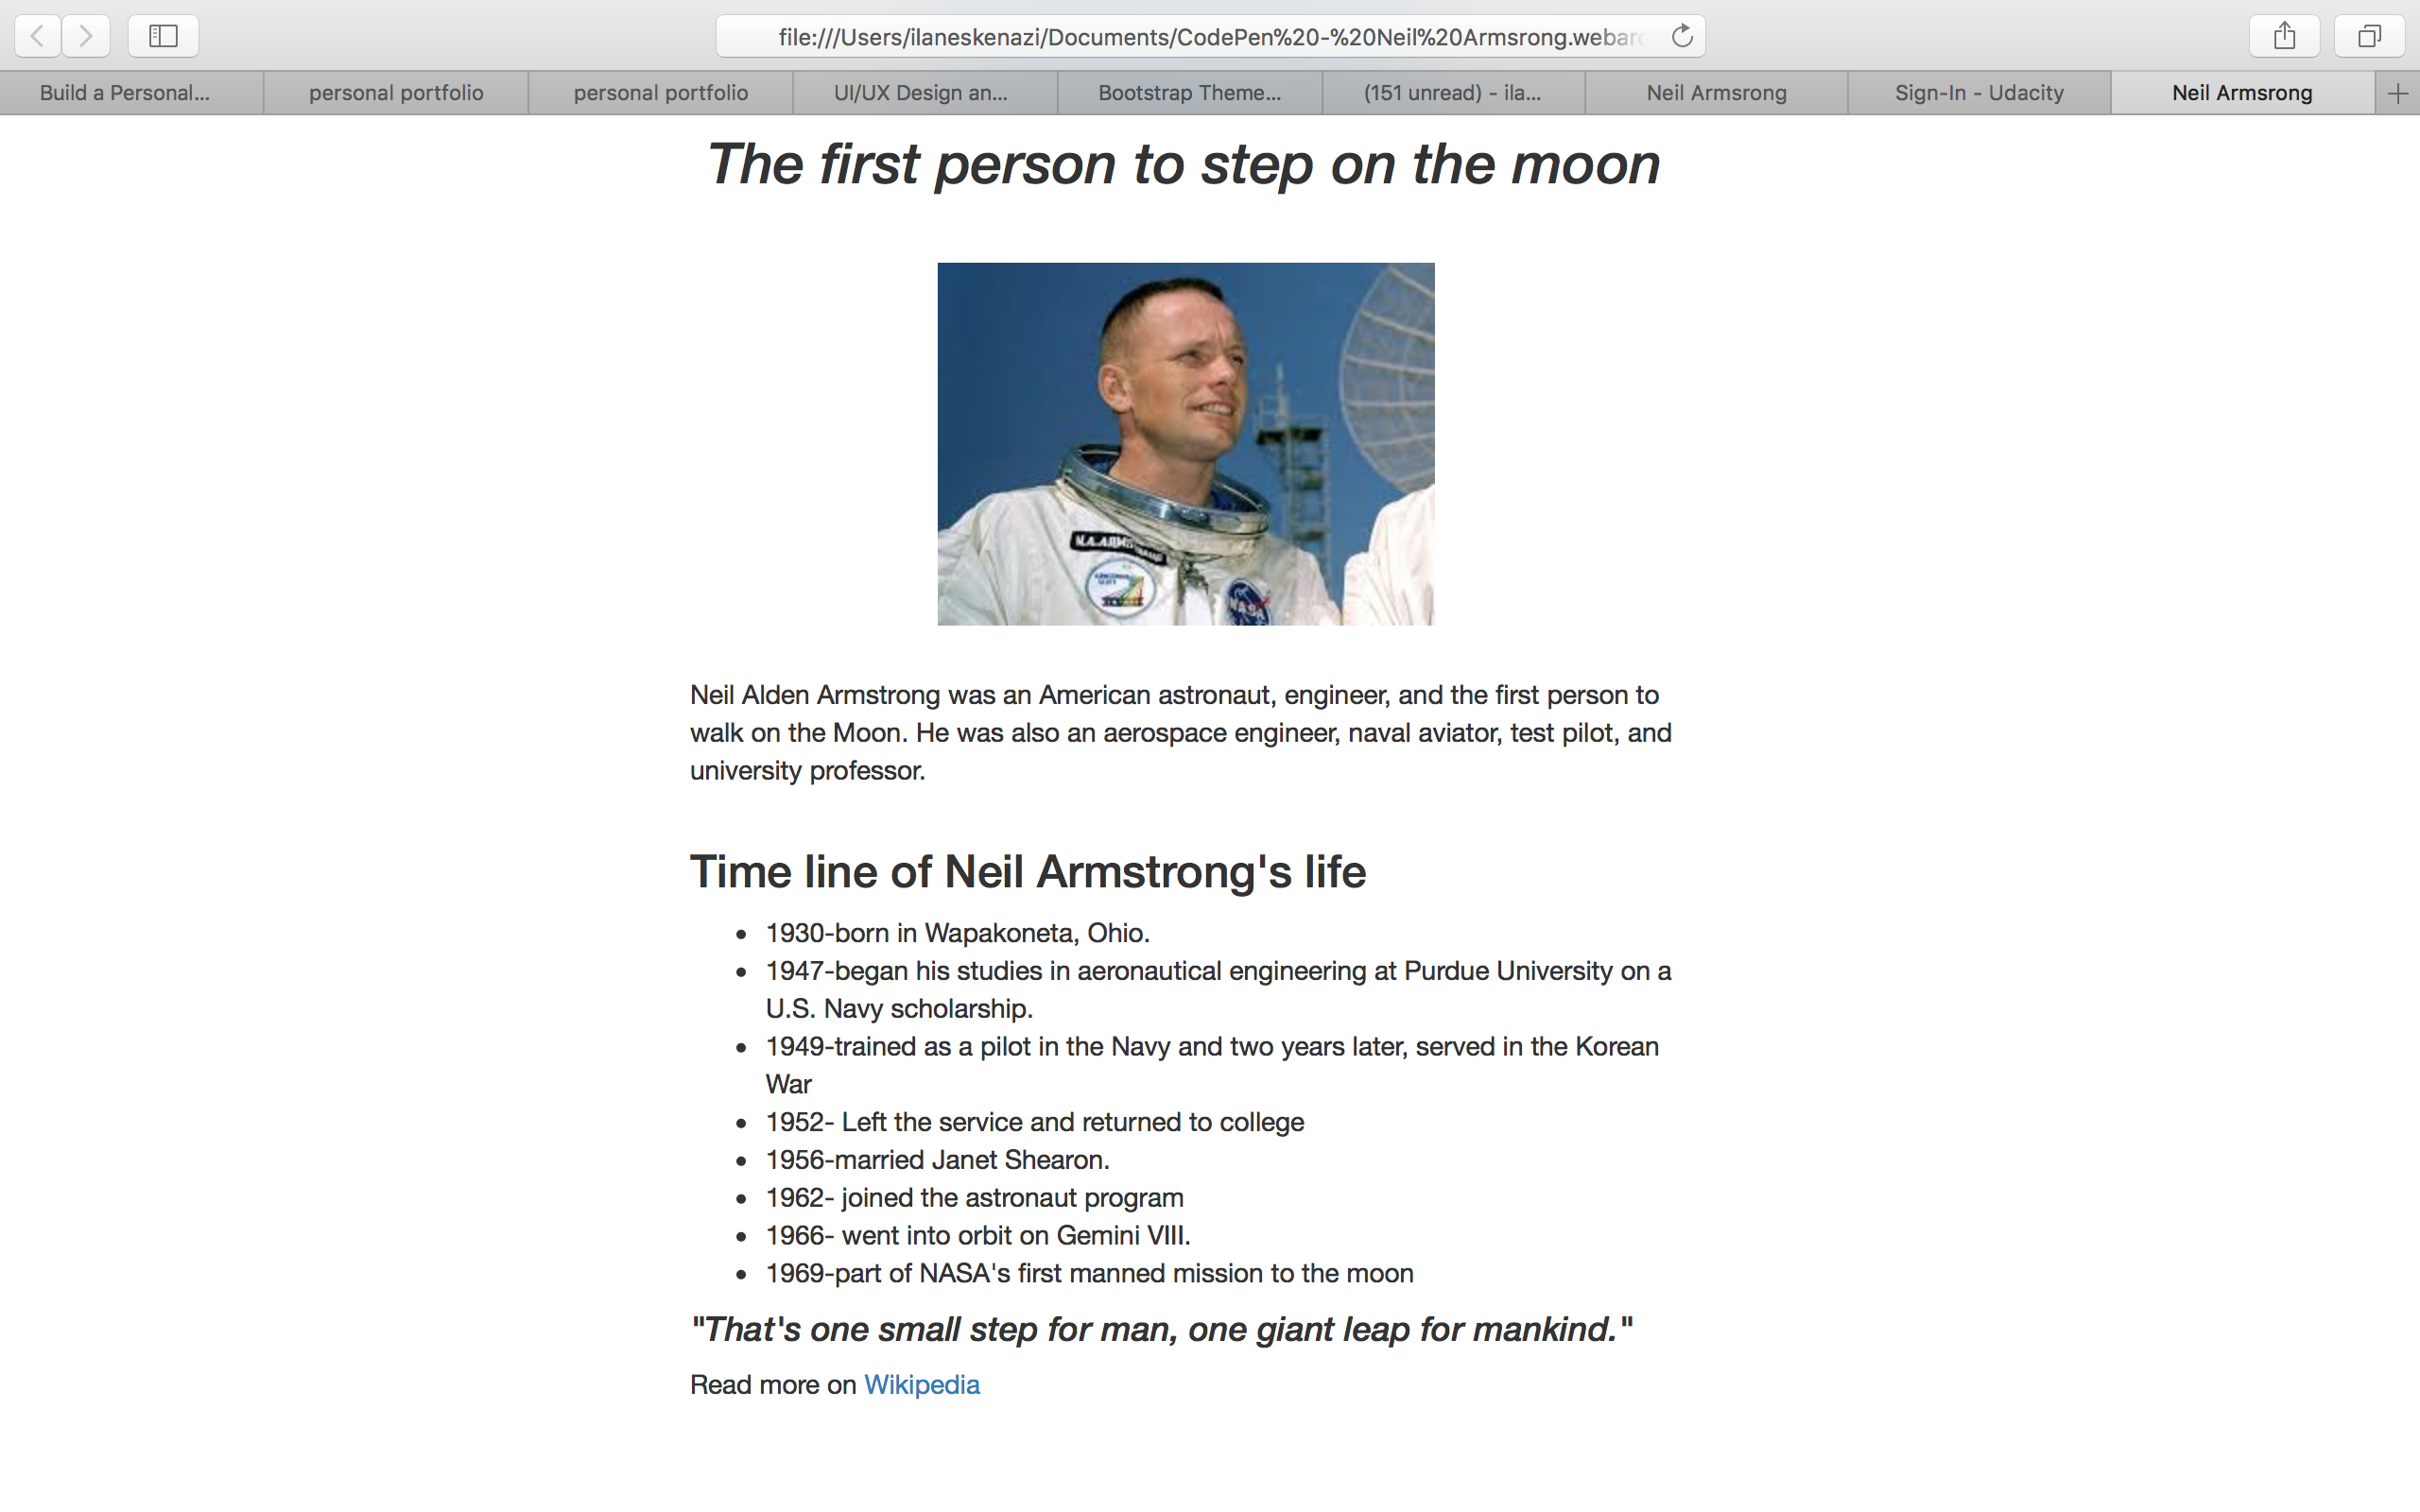 file:///Users/ilaneskenazi/Documents/CodePen%20-%20Neil%20Armsrong.webarc
Build a Personal... personal portfolio personal portfolio UI/UX Design an... Bootstrap Theme... (151 unread) - ila... Neil Armsrong Sign-In - Udacity Neil Armsrong
The first person to step on the moon
NASA
Neil Alden Armstrong was an American astronaut, engineer, and the first person to
walk on the Moon. He was also an aerospace engineer, naval aviator, test pilot, and
university professor.
Time line of Neil Armstrong's life
1930-born in Wapakoneta, Ohio.
1947-began his studies in aeronautical engineering at Purdue University on a
U.S. Navy scholarship.
1949-trained as a pilot in the Navy and two years later, served in the Korean
War
1952- Left the service and returned to college
1956-married Janet Shearon.
1962- joined the astronaut program
1966- went into orbit on Gemini VIII.
1969-part of NASA's first manned mission to the moon
"That's one small step for man, one giant leap for mankind."
Read more on Wikipedia